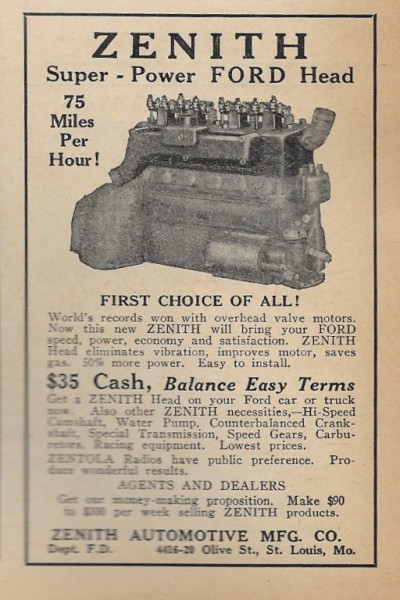 ZENITH
Super - Power FORD Head
75
Miles
Per
Hour!
FIRST CHOICE OF ALL!
World's records won with overhead valve motors.
Now this new ZENITH will bring your FORD
speed, power, economy and satisfaction. ZENITH
Head eliminates vibration, improves motor, saves
gas. 50% more power. Easy to install.
$35 Cash, Balance Easy Terms
Get a ZENITH Head on your Ford car or truck
now. Also other ZENITH necessities,—Hi-Speed
Camshaft, Water Pump, Counterbalanced Crank-
shaft, Special Transmission, Speed Gears, Carbu-
retors, Racing equipment. Lowest prices.
ZENTOLA Radios have public preference. Pro-
duce wonderful results.
AGENTS AND DEALERS
Get our money-making proposition. Make $90
to $300 per week selling ZENITH products.
ZENITH AUTOMOTIVE MFG. CO.
Dept. F.D. 4416-20 Olive St., St. Louis, Mo.